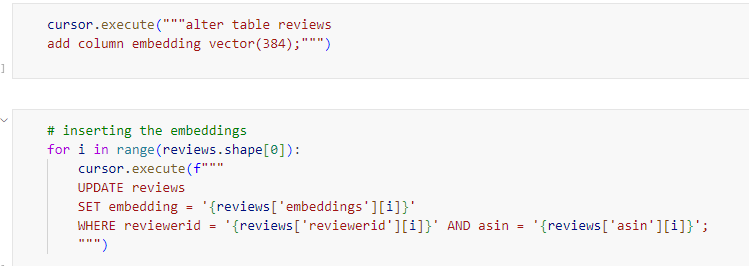 cursor.execute("""alter table reviews
add column embedding vector(384);""")
]
# inserting the embeddings
for i in range(reviews.shape[0]):
    cursor.execute(f"""
    UPDATE reviews
    SET embedding = '{reviews['embeddings'][i]}'
    WHERE reviewerid = '{reviews['reviewerid'][i]}' AND asin = '{reviews['asin'][i]}';
    """)